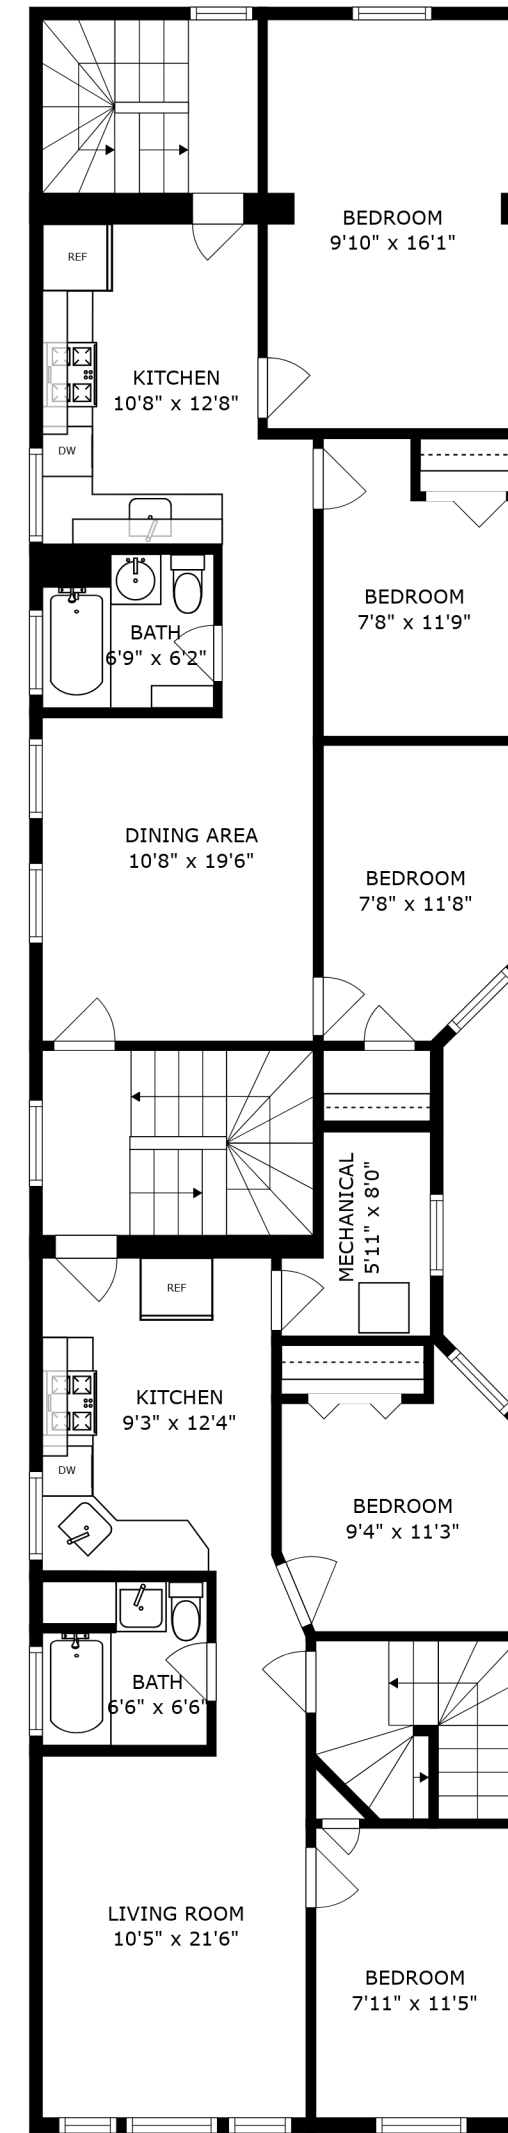 BEDROOM
9'10" x 16'1"
REF
KITCHEN
10'8" x 12'8"
DW
BEDROOM
7'8" x 11'9"
BATH
6'9" x 6'2"
DINING AREA
10'8" x 19'6"
BEDROOM
7'8" x 11'8"
MECHANICAL
5'11" x 8'0"
REF
KITCHEN
9'3" x 12'4"
DW
BEDROOM
9'4" x 11'3"
BATH
6'6" x 6'6"
LIVING ROOM
10'5" x 21'6"
BEDROOM
7'11" x 11'5"